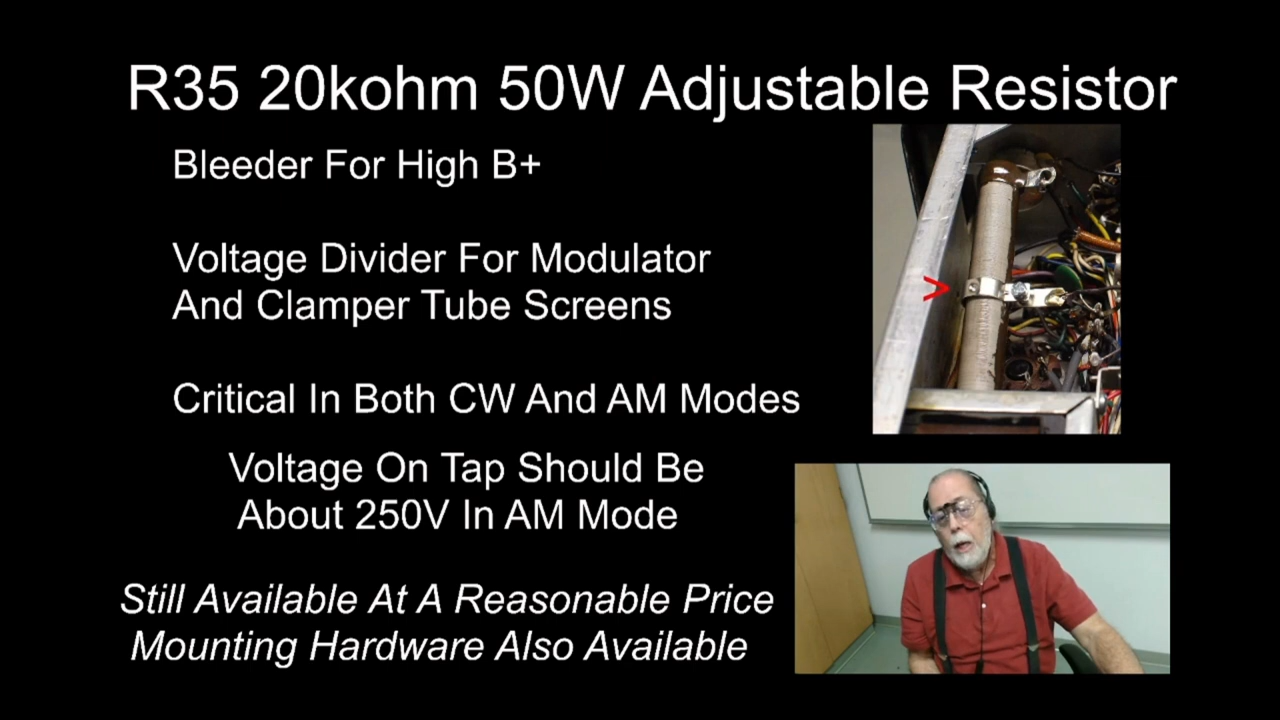 R35 20kohm 50W Adjustable Resistor
Bleeder For High B+
Voltage Divider For Modulator
And Clamper Tube Screens
>
Critical In Both CW And AM Modes
Voltage On Tap Should Be
About 250V In AM Mode
Still Available At A Reasonable Price
Mounting Hardware Also Available